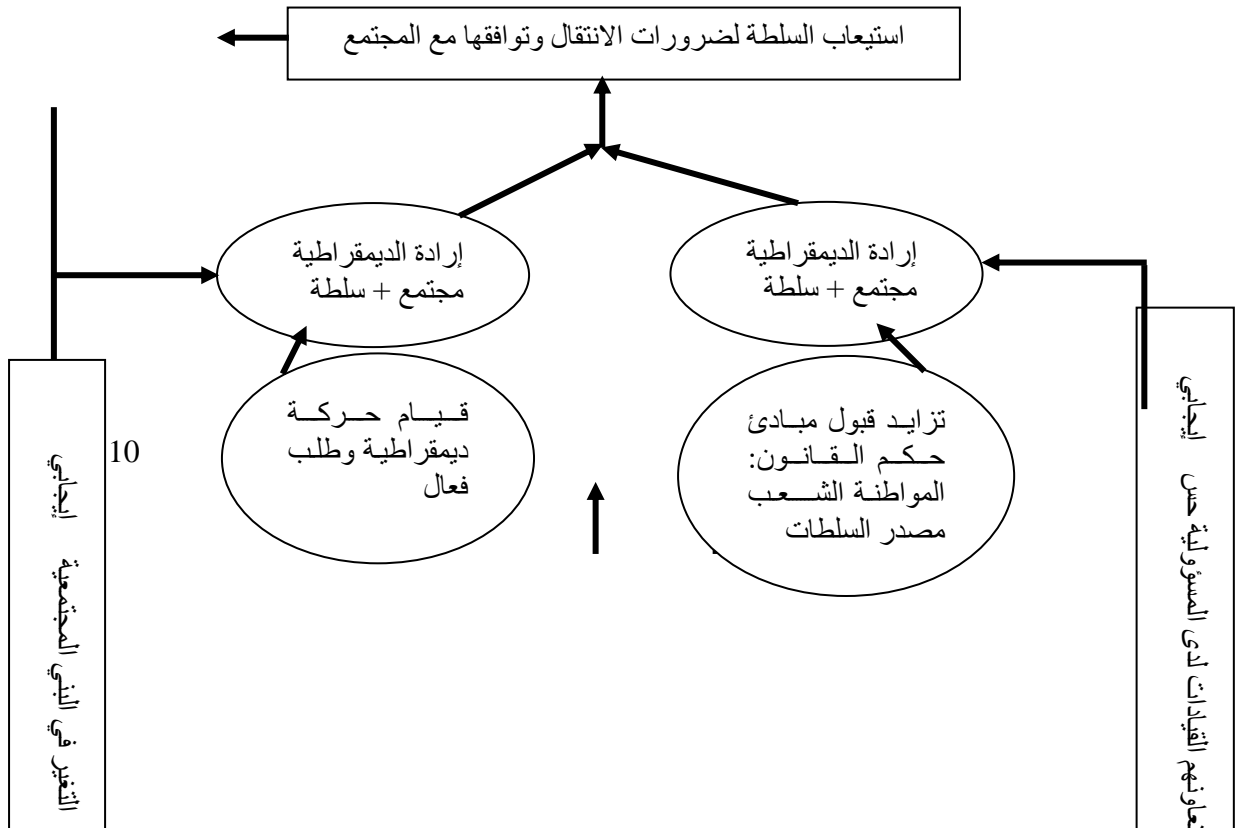 استيعاب السلطة لضرورات الانتقال وتوافقها مع المجتمع
إرادة الديمقراطية
مجتمع + سلطة
إرادة الديمقراطية
مجتمع + سلطة
تزايد قبول مبادئ
حكم القانون:
المواطنة الشعب
مصدر السلطات
قيام حركة
ديمقراطية وطلب
فعال
10
إيجابي حس المسؤولية لدى القيادات
إيجابي التغير في البني المجتمعية